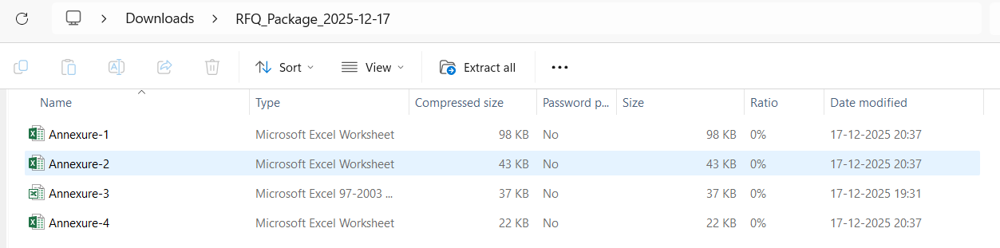 Downloads RFQ_Package_2025-12-17
Sort View Extract all
Name Type Compressed size Password p... Size Ratio Date modified
Annexure-1 Microsoft Excel Worksheet 98 KB No 98 KB 0% 17-12-2025 20:37
Annexure-2 Microsoft Excel Worksheet 43 KB No 43 KB 0% 17-12-2025 20:37
Annexure-3 Microsoft Excel 97-2003 ... 37 KB No 37 KB 0% 17-12-2025 19:31
Annexure-4 Microsoft Excel Worksheet 22 KB No 22 KB 0% 17-12-2025 20:37